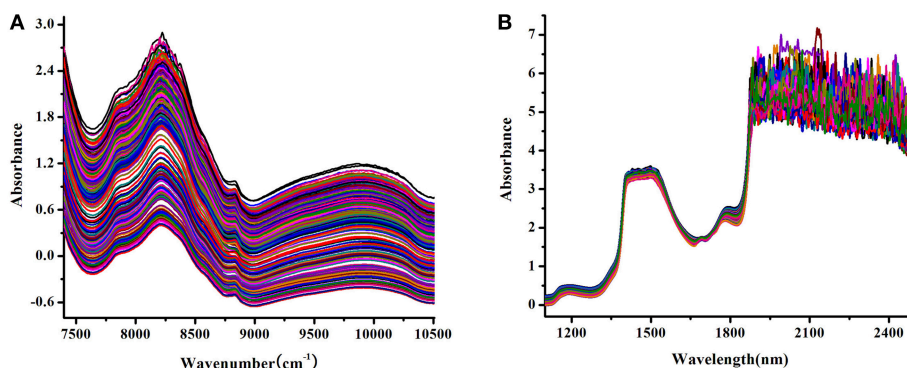 A
3.0
2.4
1.8
1.2
0.6
0.0
-0.6
Absorbance
7500 8000 8500 9000 9500 10000 10500
Wavenumber(cm⁻¹)
B
7
6
5
4
3
2
1
0
Absorbance
1200 1500 1800 2100 2400
Wavelength(nm)